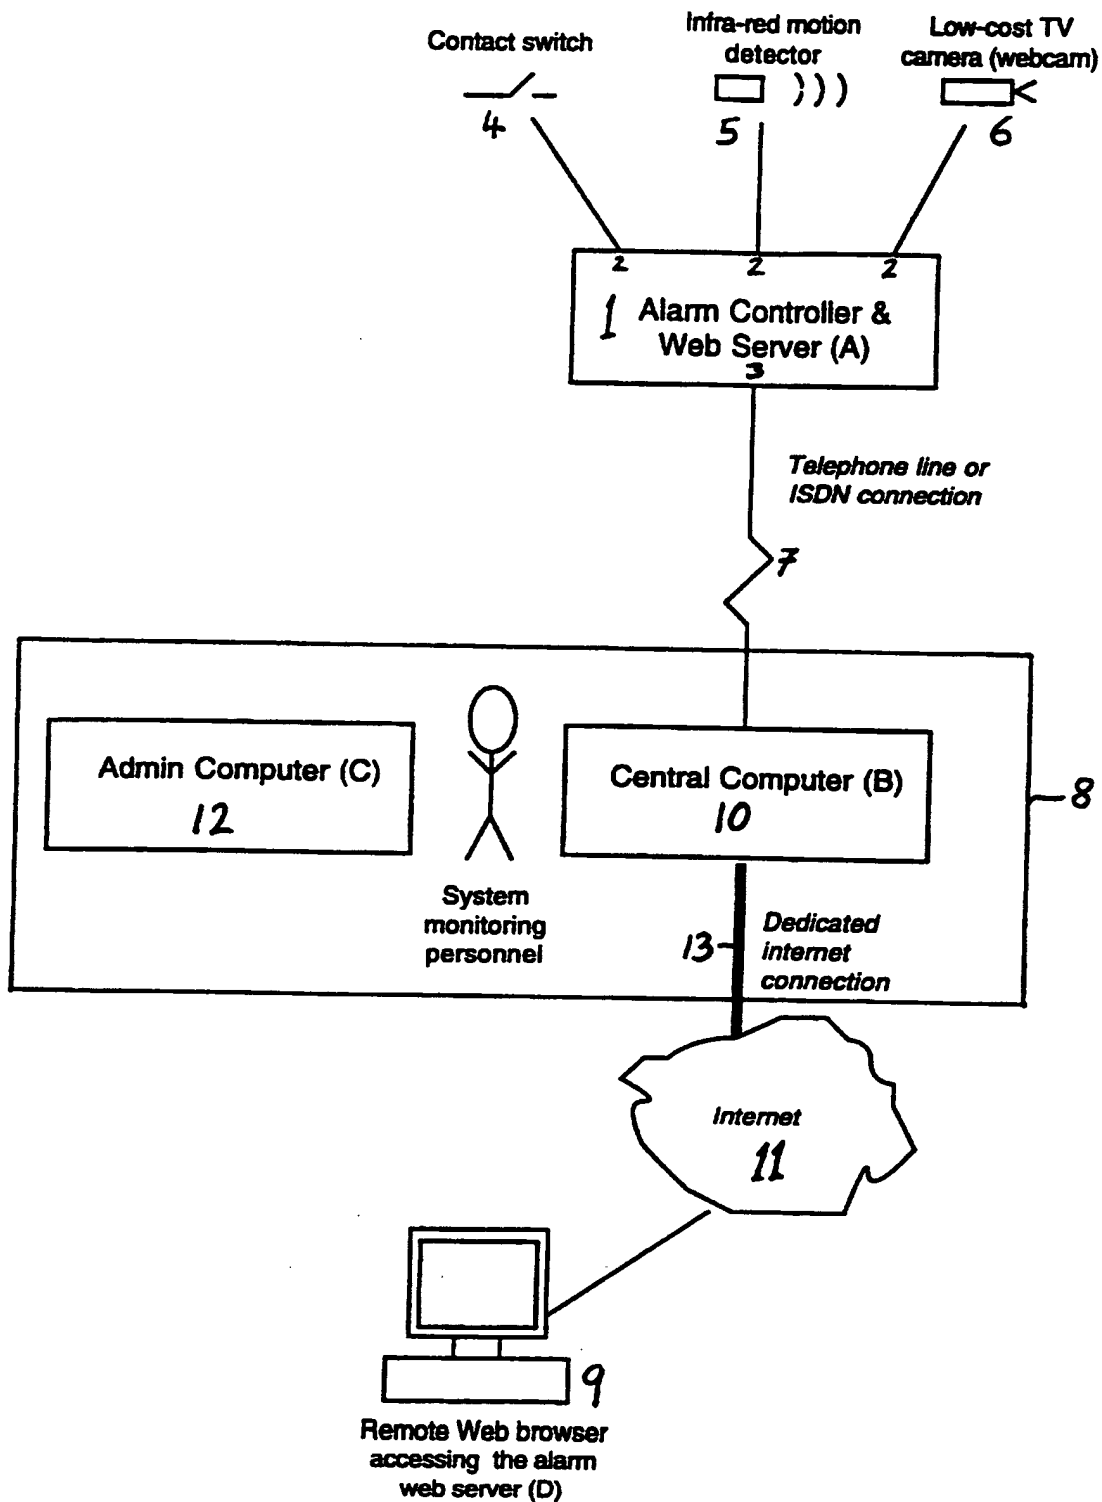 Contact switch
4
Infra-red motion
detector
5
Low-cost TV
camera (webcam)
6
2 2 2
1 Alarm Controller &
Web Server (A)
3
Telephone line or
ISDN connection
7
Admin Computer (C)
12
System
monitoring
personnel
Central Computer (B)
10
8
13
Dedicated
internet
connection
Internet
11
9
Remote Web browser
accessing the alarm
web server (D)